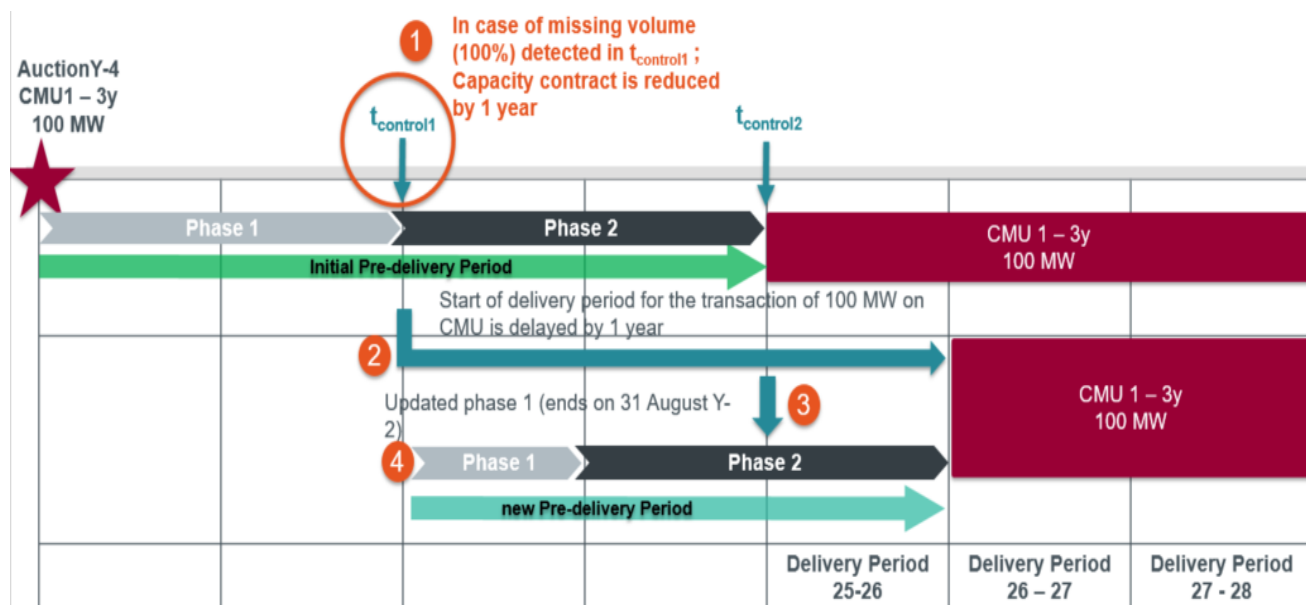 1
In case of missing volume
(100%) detected in tcontrol1 ;
Capacity contract is reduced
by 1 year
AuctionY-4
CMU1 – 3y
100 MW
tcontrol1
tcontrol2
Phase 1
Phase 2
CMU 1 – 3y
100 MW
Initial Pre-delivery Period
Start of delivery period for the transaction of 100 MW on
CMU is delayed by 1 year
2
3
CMU 1 – 3y
100 MW
Updated phase 1 (ends on 31 August Y-
2)
4
Phase 1
Phase 2
new Pre-delivery Period
Delivery Period
25-26
Delivery Period
26 – 27
Delivery Period
27 - 28